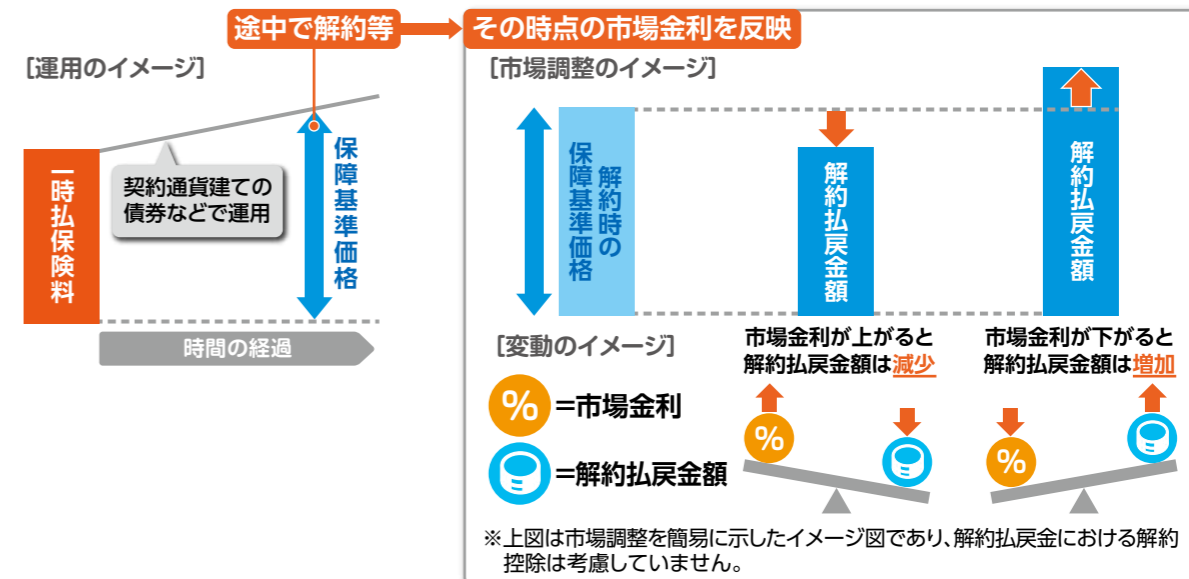 途中で解約等
その時点の市場金利を反映
[運用のイメージ]
一時払保険料
契約通貨建ての
債券などで運用
保障基準価格
時間の経過
[市場調整のイメージ]
解約時の
保障基準価格
解約払戻金額
解約払戻金額
市場金利が上がると
解約払戻金額は減少
市場金利が下がると
解約払戻金額は増加
[変動のイメージ]
%=市場金利
=解約払戻金額
%
%
※上図は市場調整を簡易に示したイメージ図であり、解約払戻金における解約
控除は考慮していません。